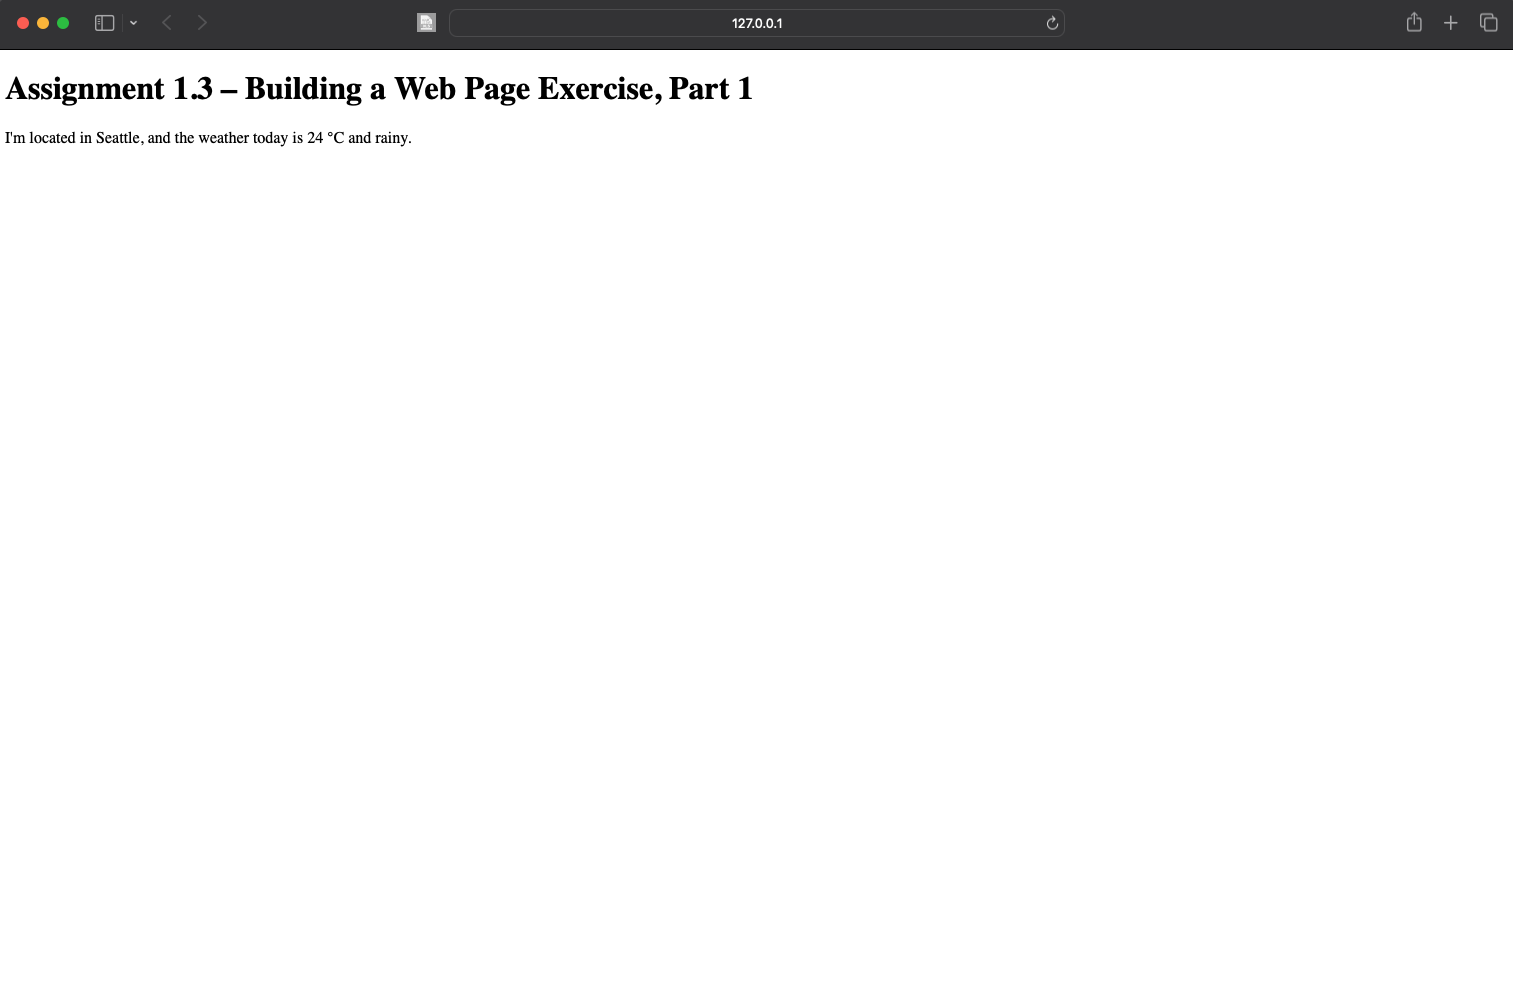 127.0.0.1
Assignment 1.3 – Building a Web Page Exercise, Part 1
I'm located in Seattle, and the weather today is 24 °C and rainy.